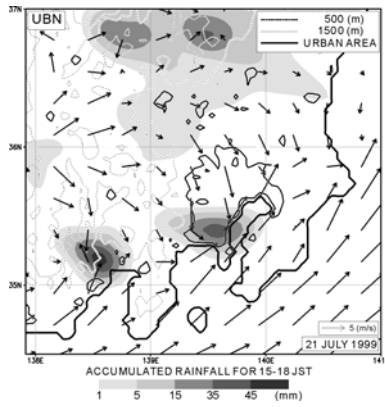 37N
UBN
500 (m)
1500 (m)
URBAN AREA
36N
35N
5 (m/s)
21 JULY 1999
138E 139E 140E 141
ACCUMULATED RAINFALL FOR 15-18 JST
1 5 15 35 45 (mm)